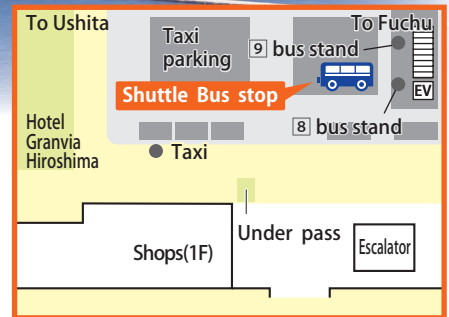 To Ushita
Taxi
parking
9 bus stand
To Fuchu
Shuttle Bus stop
EV
8 bus stand
Hotel
Granvia
Hiroshima
Taxi
Under pass
Shops(1F)
Escalator